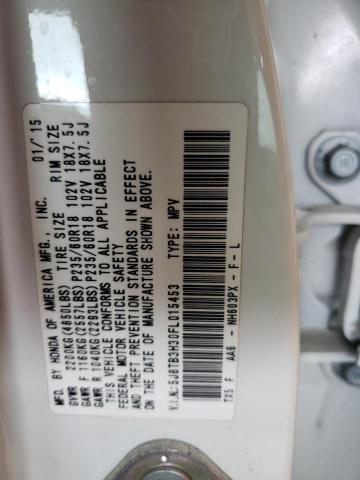 MFD. BY HONDA OF AMERICA MFG., INC. 01/'15
GVWR 2200KG(4850LBS) TIRE SIZE RIM SIZE
GAWR F 1160KG(2557LBS) P235/60R18 102V 18X7.5J
GAWR R 1040KG(2293LBS) P235/60R18 102V 18X7.5J
THIS VEHICLE CONFORMS TO ALL APPLICABLE
FEDERAL MOTOR VEHICLE SAFETY
AND THEFT PREVENTION STANDARDS IN EFFECT
ON THE DATE OF MANUFACTURE SHOWN ABOVE.
V.I.N.:5J8TB3H30FL015453 TYPE: MPV
TX5 F AA6 - NH603PX - F - L